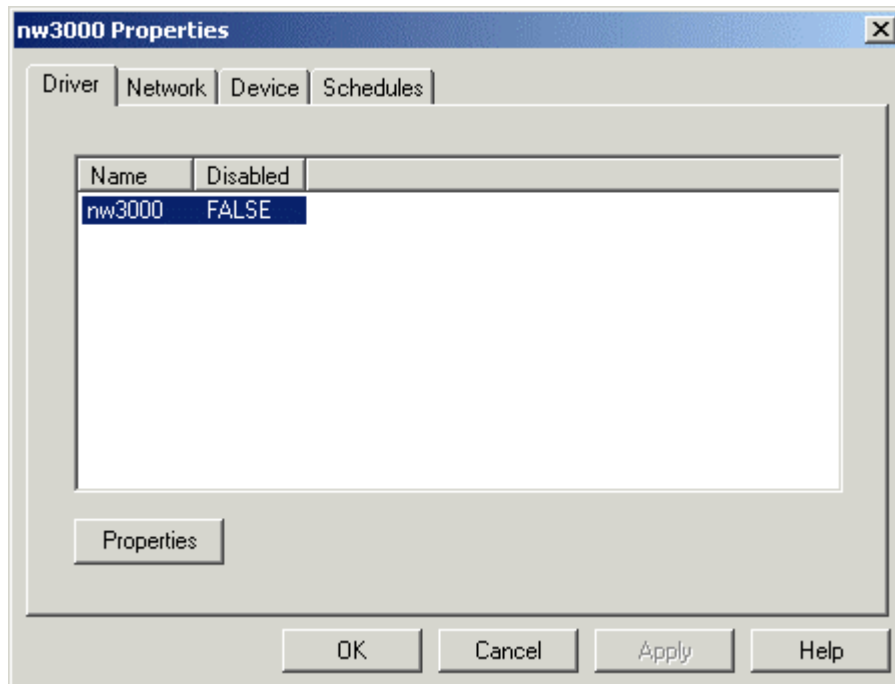 nw3000 Properties
Driver Network Device Schedules
Name Disabled
nw3000 FALSE
Properties
OK Cancel Apply Help